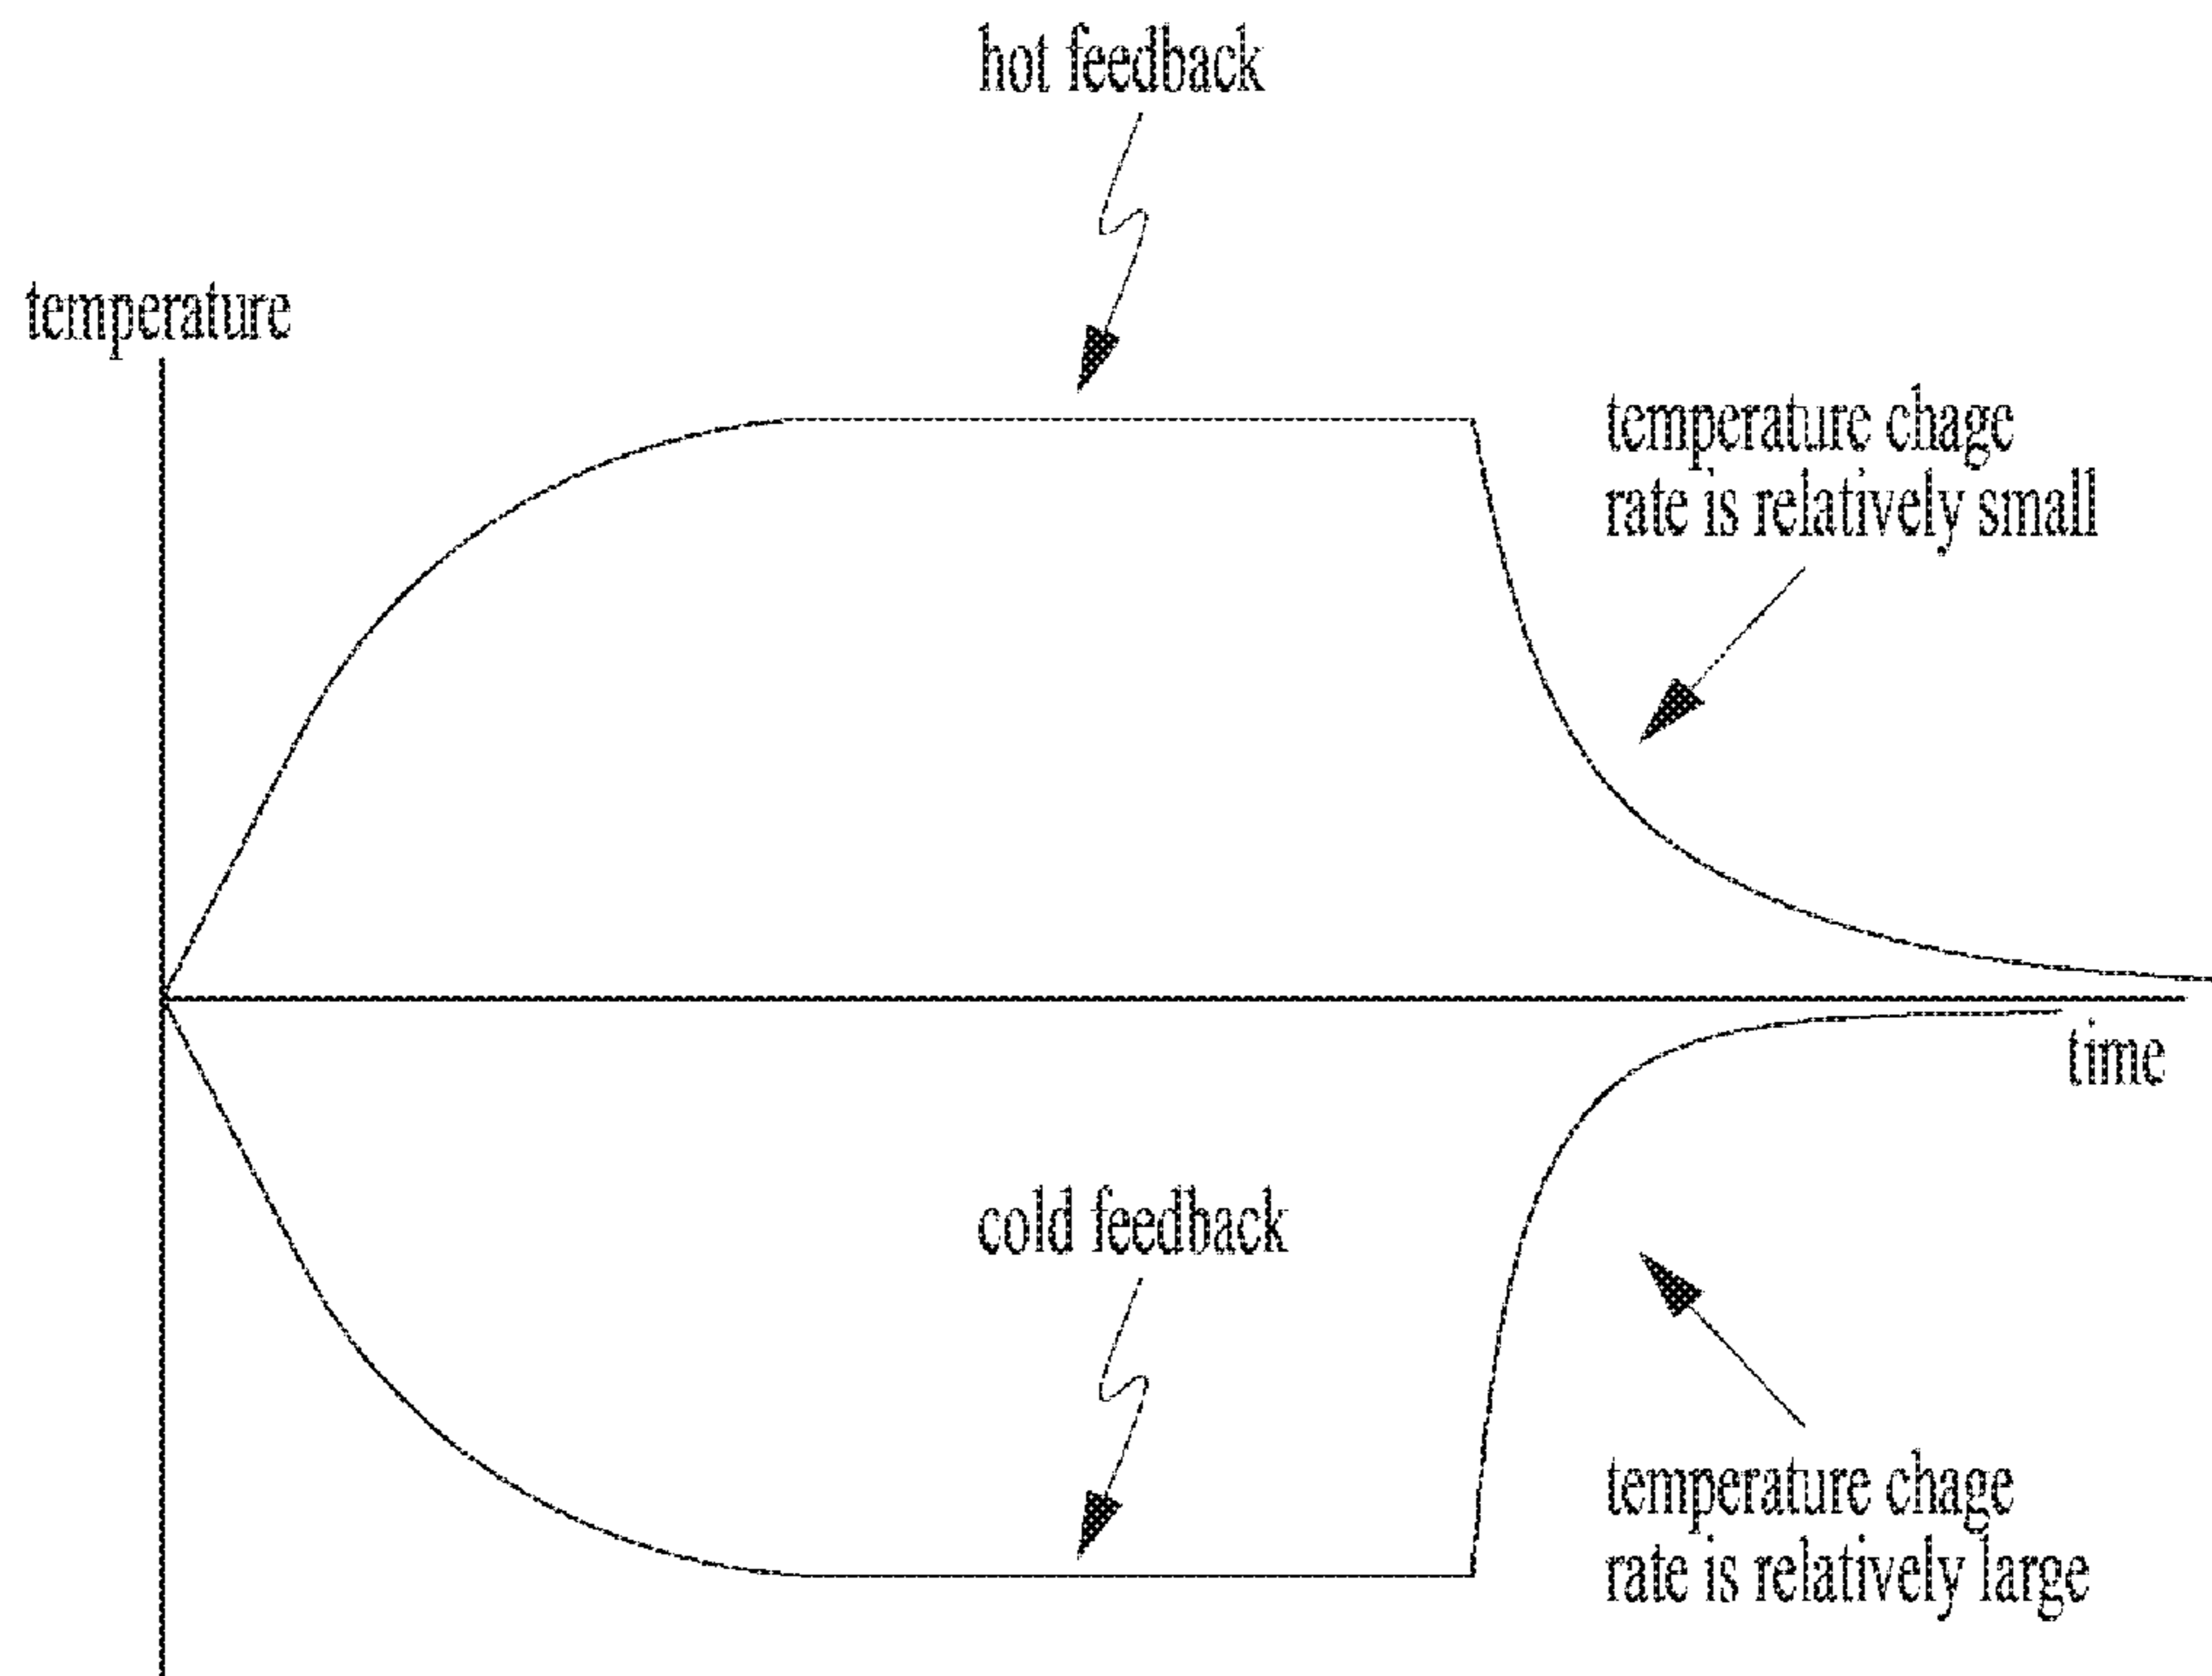 hot feedback
temperature
temperature chage
rate is relatively small
time
cold feedback
temperature chage
rate is relatively large